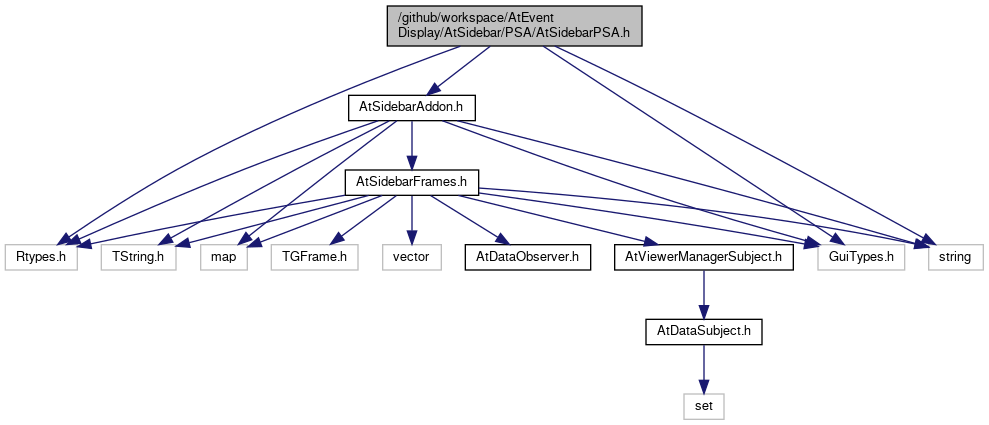 /github/workspace/AtEvent
Display/AtSidebar/PSA/AtSidebarPSA.h
AtSidebarAddon.h
AtSidebarFrames.h
Rtypes.h
TString.h
map
TGFrame.h
vector
AtDataObserver.h
AtViewerManagerSubject.h
GuiTypes.h
string
AtDataSubject.h
set